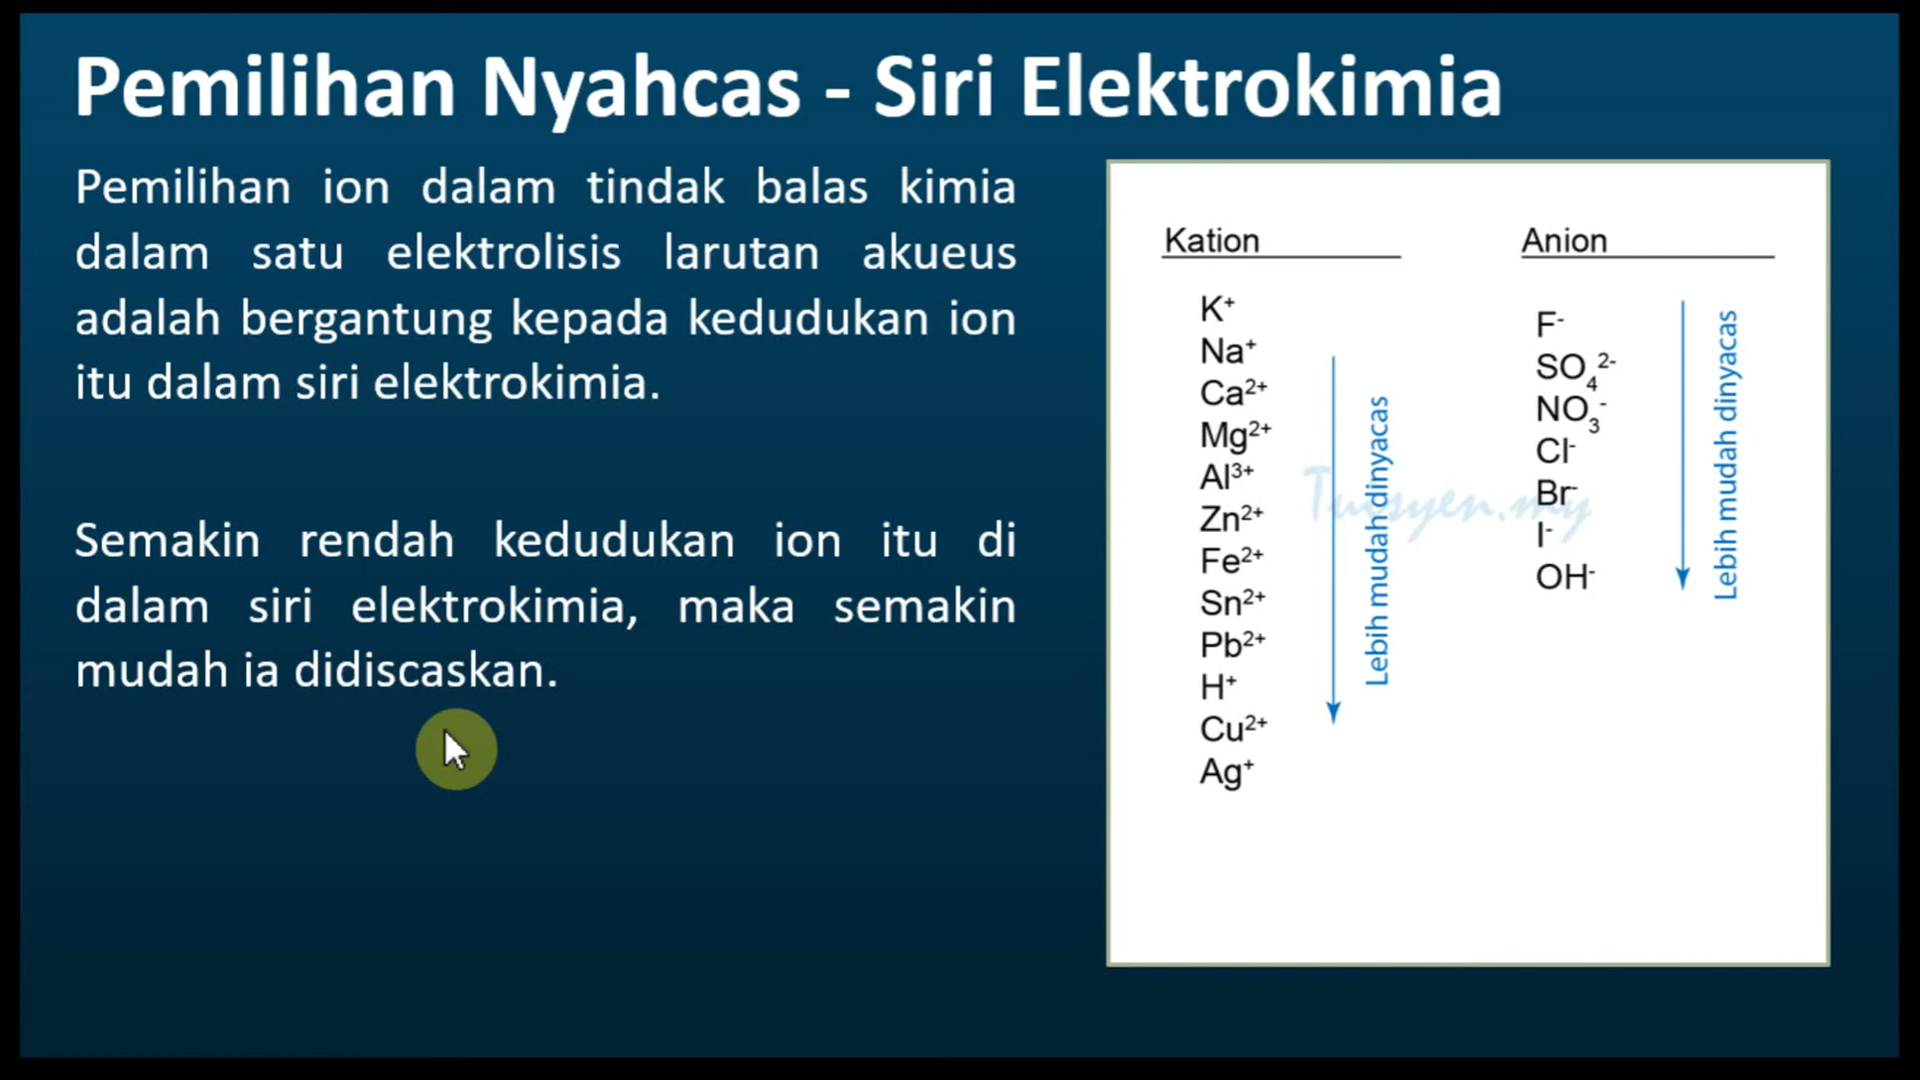 Pemilihan Nyahcas - Siri Elektrokimia
Pemilihan ion dalam tindak balas kimia
dalam satu elektrolisis larutan akueus
adalah bergantung kepada kedudukan ion
itu dalam siri elektrokimia.
Semakin rendah kedudukan ion itu di
dalam siri elektrokimia, maka semakin
mudah ia didiscaskan.
Kation
K⁺
Na⁺
Ca²⁺
Mg²⁺
Al³⁺
Zn²⁺
Fe²⁺
Sn²⁺
Pb²⁺
H⁺
Cu²⁺
Ag⁺
Lebih mudah dinyacas
Anion
F⁻
SO₄²⁻
NO₃⁻
Cl⁻
Br⁻
I⁻
OH⁻
Lebih mudah dinyacas
Tuisyen.my